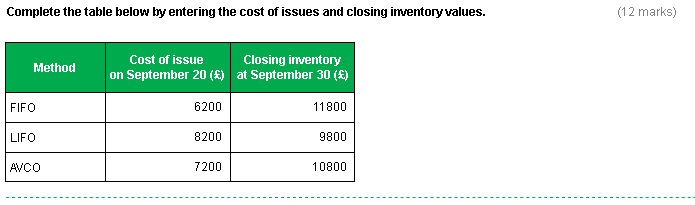 Complete the table below by entering the cost of issues and closing inventory values. (12 marks)
Method Cost of issue on September 20 (£) Closing inventory at September 30 (£)
FIFO 6200 11800
LIFO 8200 9800
AVCO 7200 10800